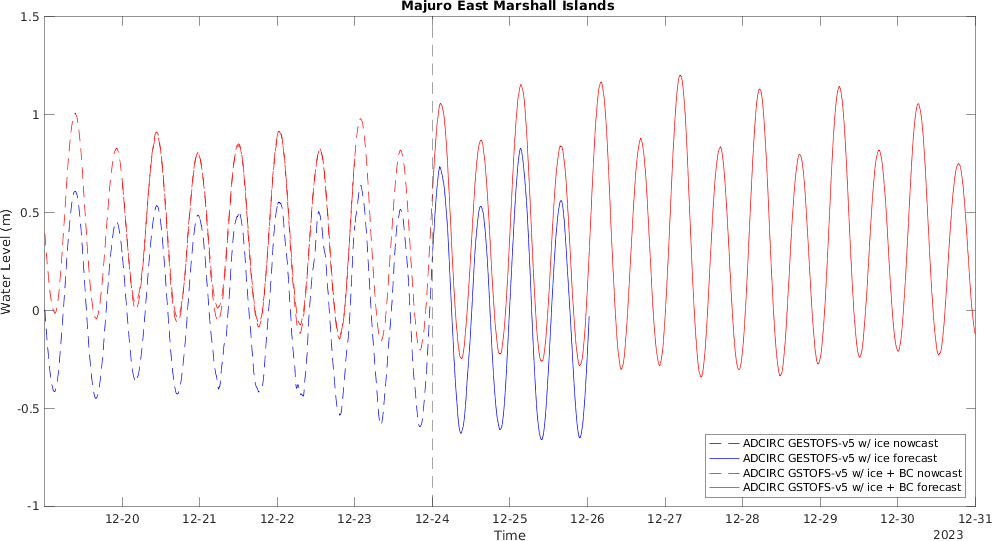 Majuro East Marshall Islands
1.5
1
0.5
0
-0.5
-1
Water Level (m)
ADCIRC GESTOFS-v5 w/ ice nowcast
ADCIRC GESTOFS-v5 w/ ice forecast
ADCIRC GSTOFS-v5 w/ ice + BC nowcast
ADCIRC GSTOFS-v5 w/ ice + BC forecast
12-20 12-21 12-22 12-23 12-24 12-25 12-26 12-27 12-28 12-29 12-30 12-31
Time
2023